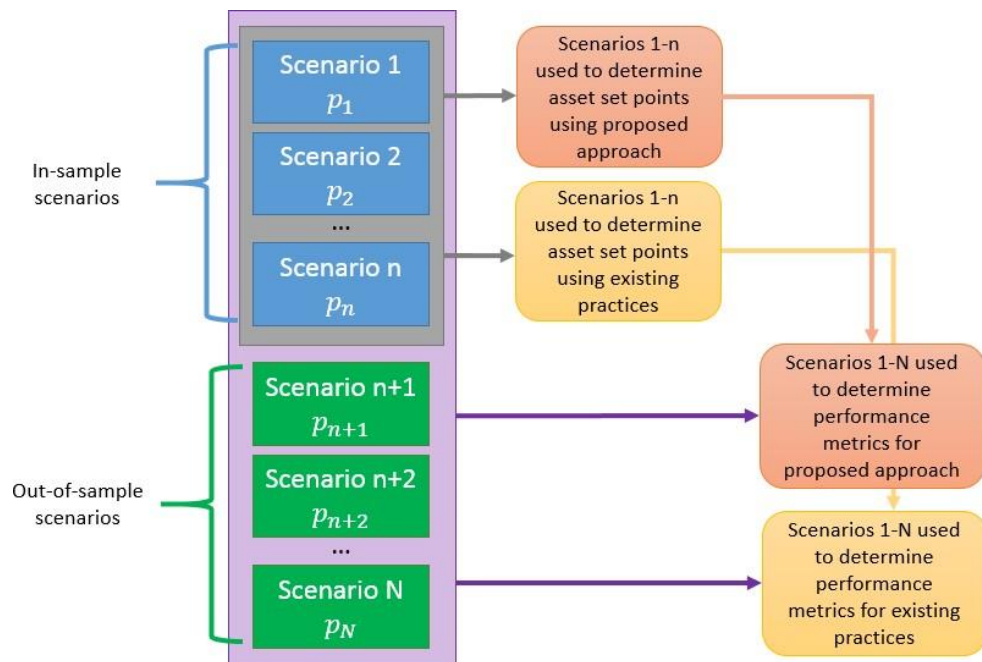 In-sample
scenarios
Scenario 1
p₁
Scenario 2
p₂
...
Scenario n
pₙ
Out-of-sample
scenarios
Scenario n+1
pₙ₊₁
Scenario n+2
pₙ₊₂
...
Scenario N
p_N
Scenarios 1-n
used to determine
asset set points
using proposed
approach
Scenarios 1-n
used to determine
asset set points
using existing
practices
Scenarios 1-N used
to determine
performance
metrics for
proposed approach
Scenarios 1-N used
to determine
performance
metrics for existing
practices